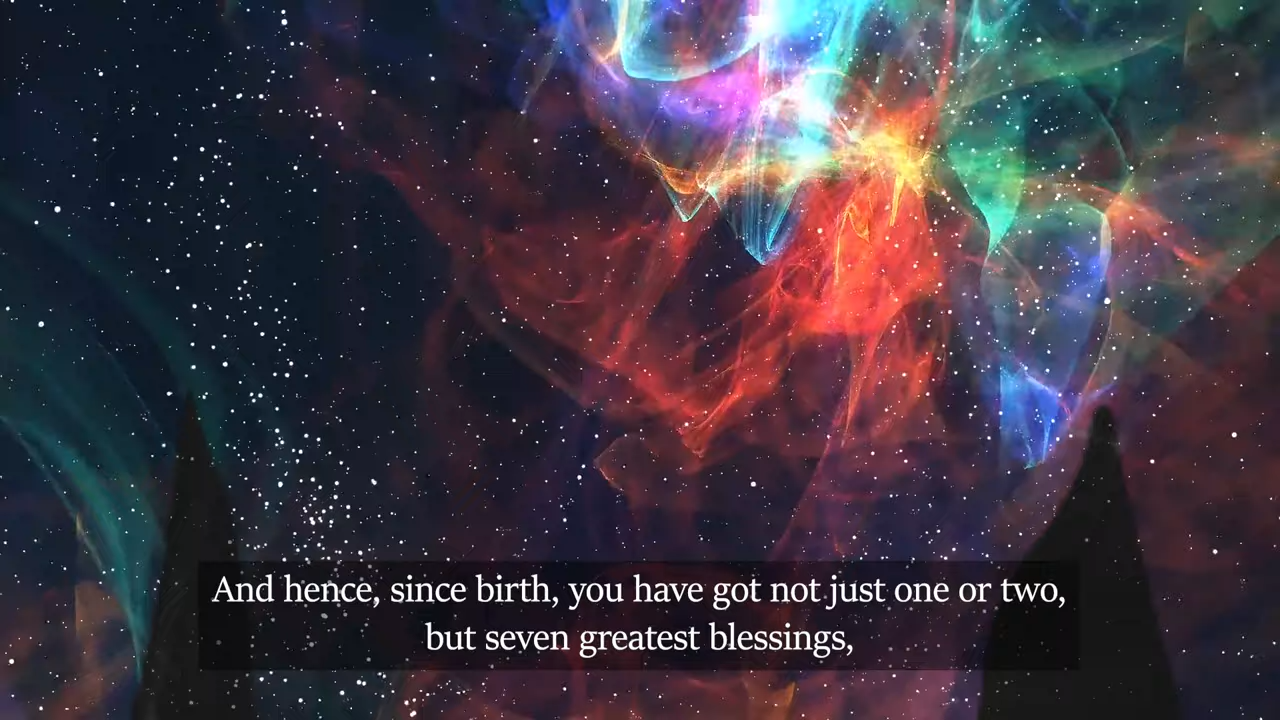 And hence, since birth, you have got not just one or two,
but seven greatest blessings,